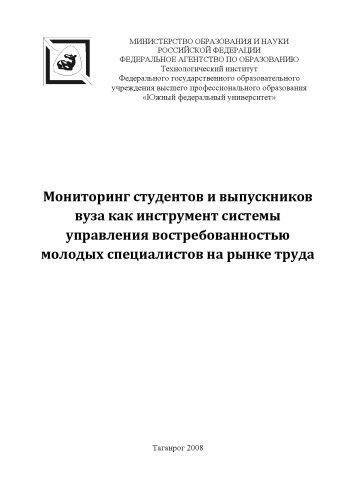 МИНИСТЕРСТВО ОБРАЗОВАНИЯ И НАУКИ
РОССИЙСКОЙ ФЕДЕРАЦИИ
ФЕДЕРАЛЬНОЕ АГЕНТСТВО ПО ОБРАЗОВАНИЮ
Технологический институт
Федерального государственного образовательного
учреждения высшего профессионального образования
«Южный федеральный университет»
Мониторинг студентов и выпускников
вуза как инструмент системы
управления востребованностью
молодых специалистов на рынке труда
Таганрог 2008